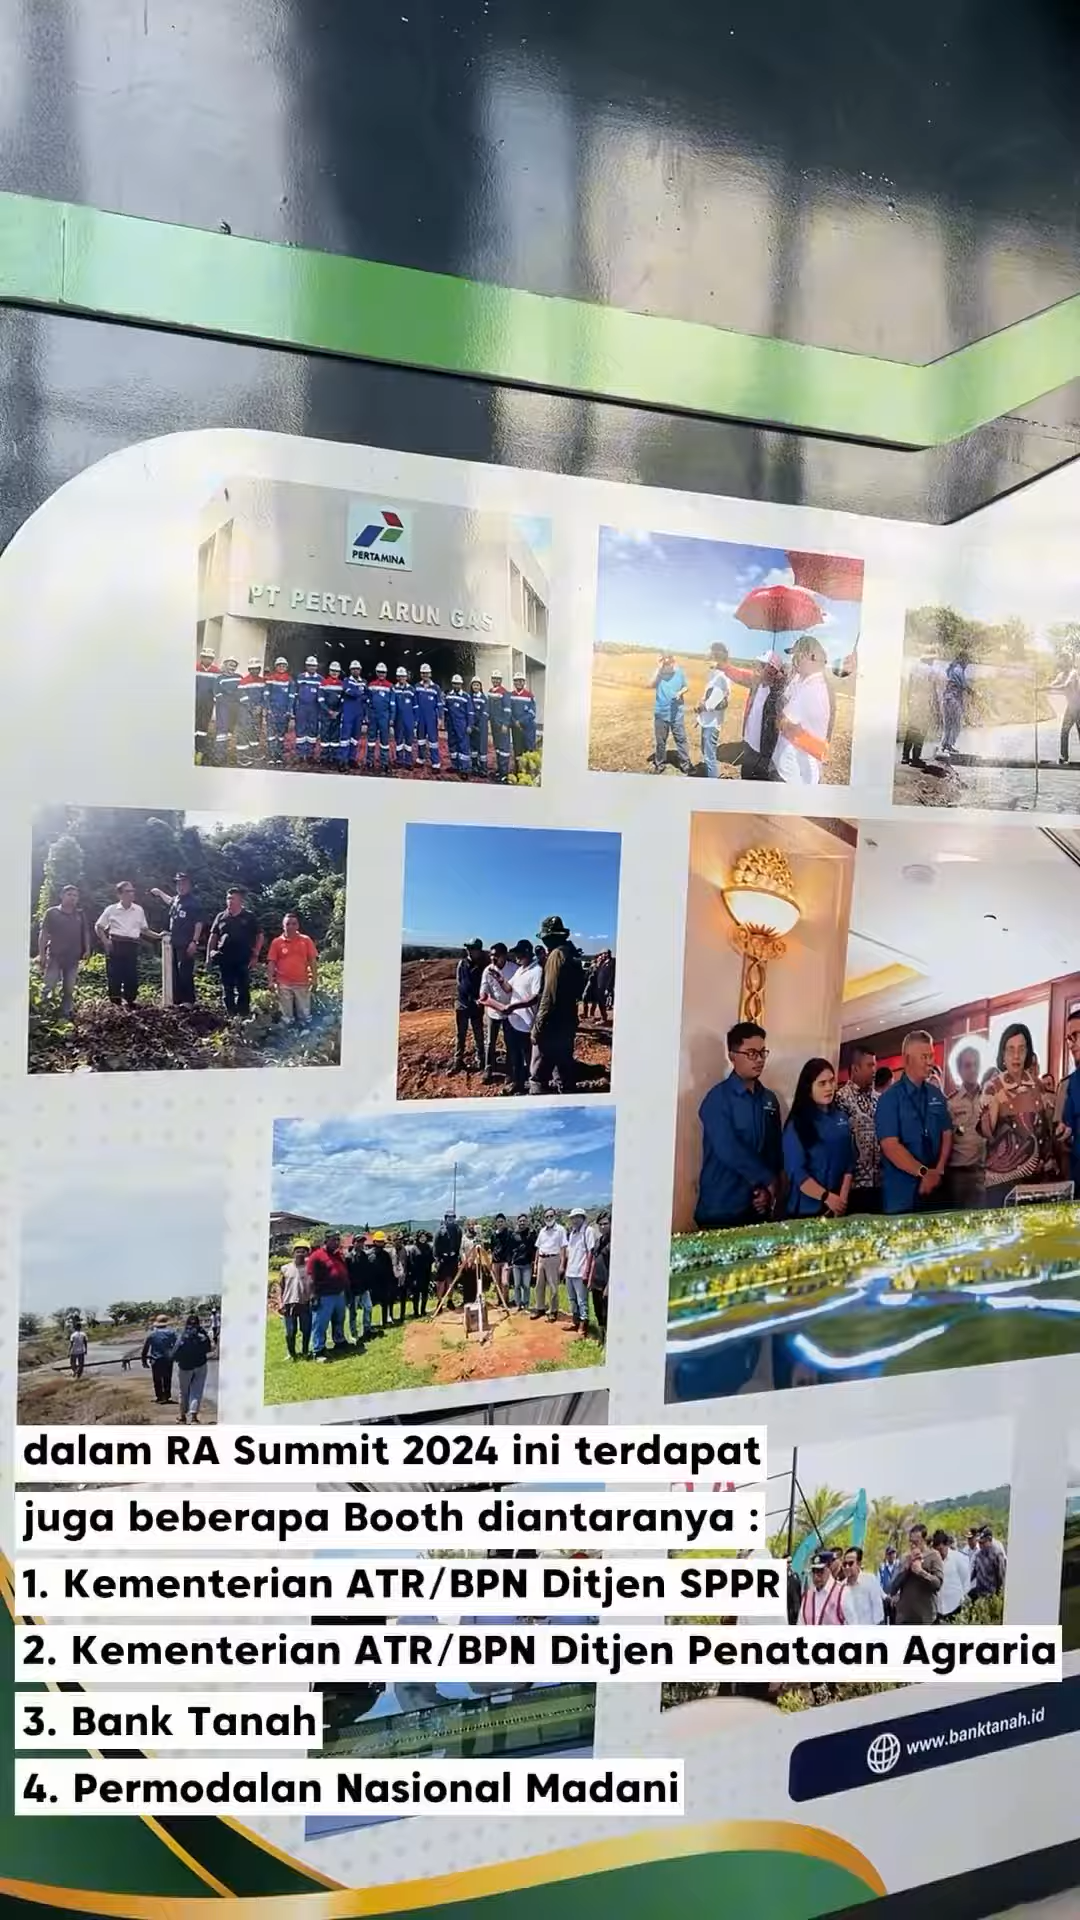 PERTAMINA
PT PERTA ARUN GAS
dalam RA Summit 2024 ini terdapat
juga beberapa Booth diantaranya :
1. Kementerian ATR/BPN Ditjen SPPR
2. Kementerian ATR/BPN Ditjen Penataan Agraria
3. Bank Tanah
4. Permodalan Nasional Madani
www.banktanah.id